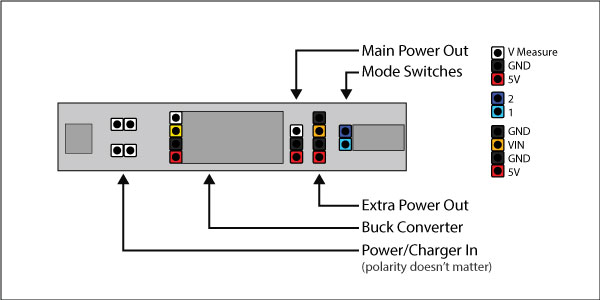 Main Power Out
Mode Switches
V Measure
GND
5V
2
1
GND
VIN
GND
5V
Extra Power Out
Buck Converter
Power/Charger In
(polarity doesn't matter)